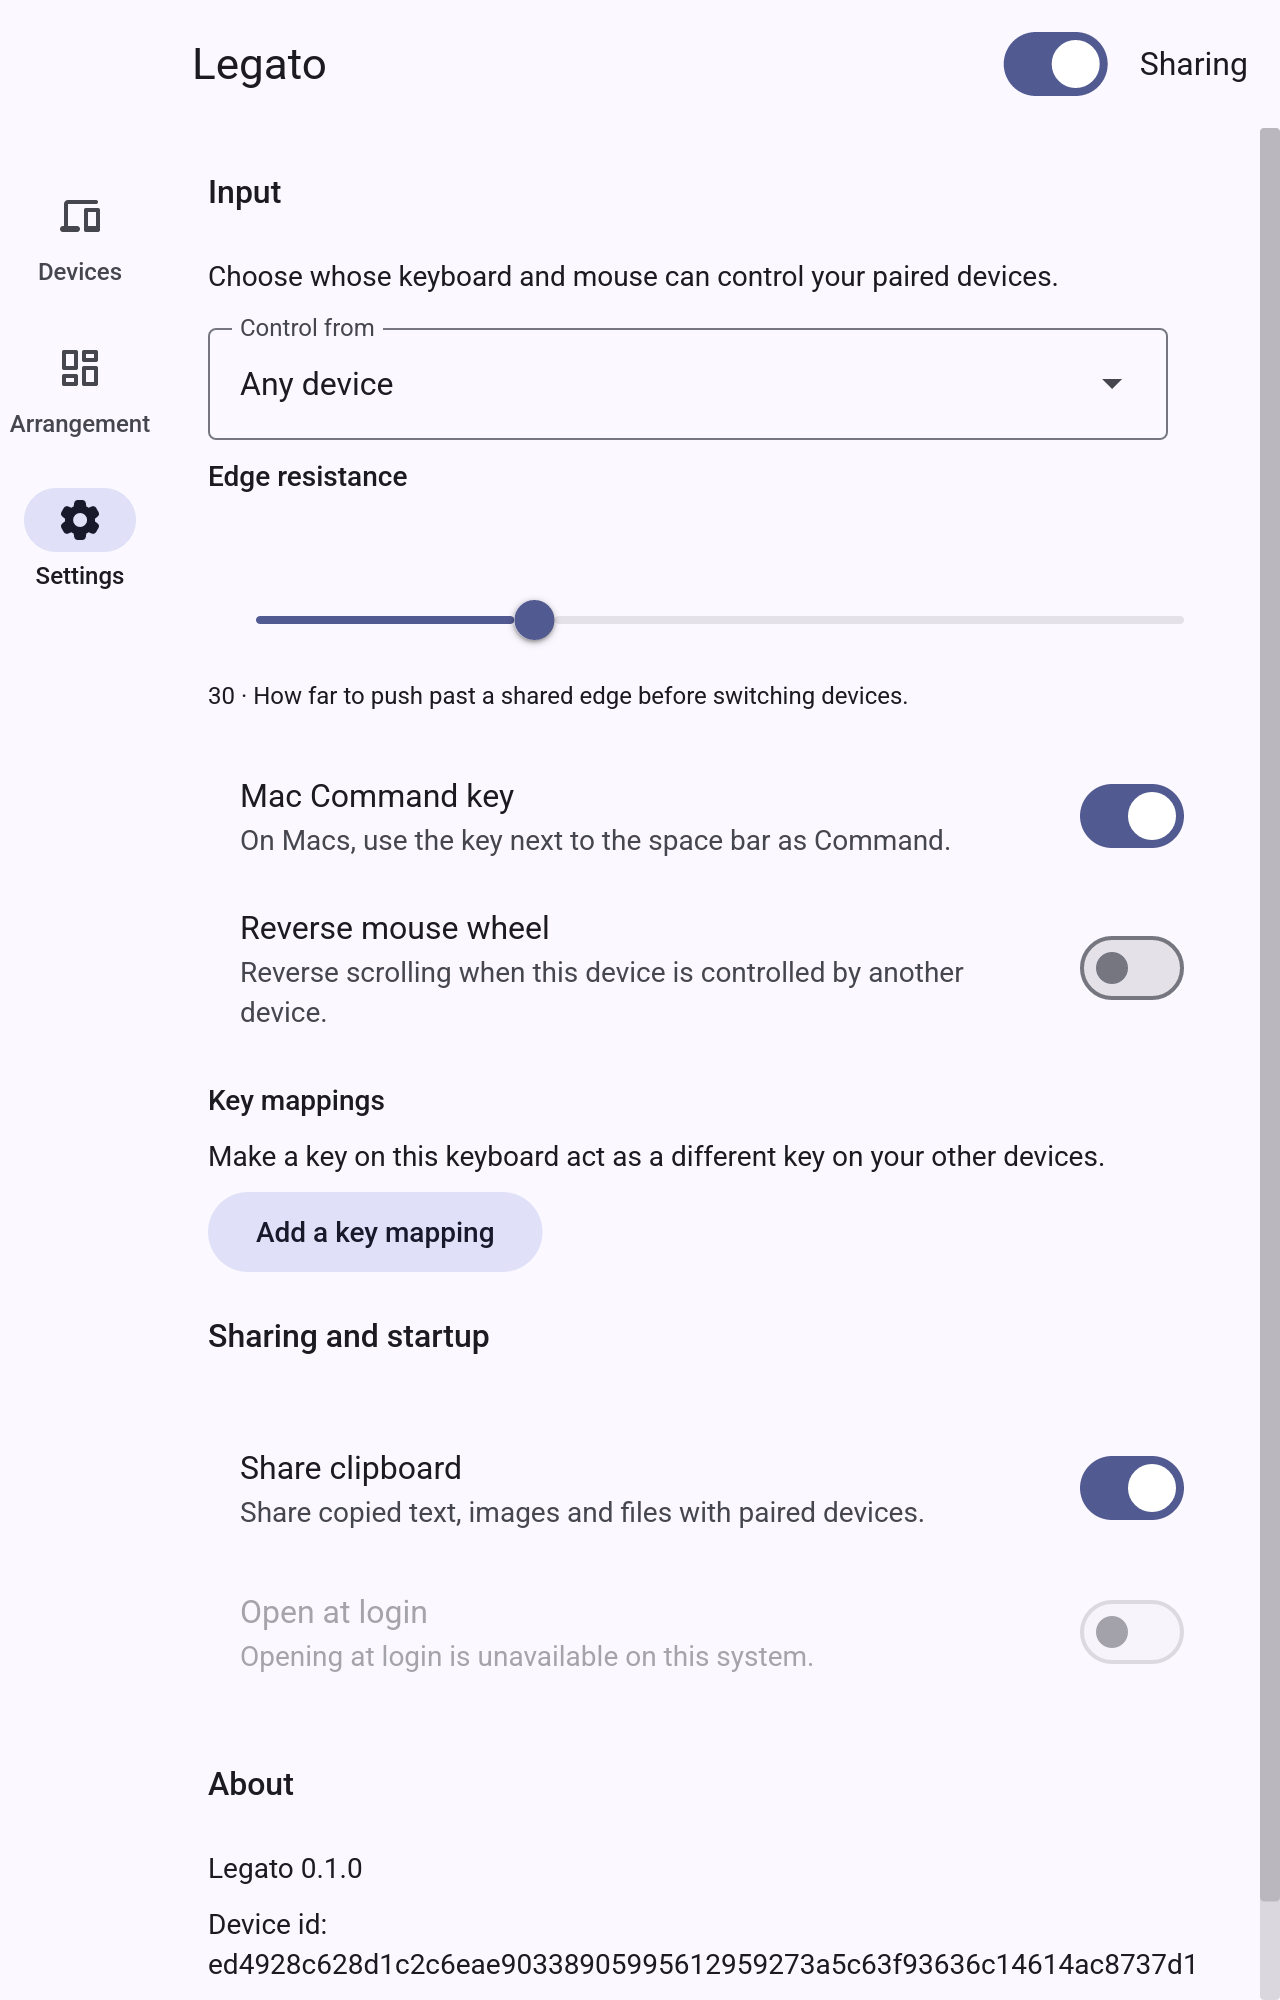 Legato
Sharing
Devices
Arrangement
Settings
Input
Choose whose keyboard and mouse can control your paired devices.
Control from
Any device
Edge resistance
30 · How far to push past a shared edge before switching devices.
Mac Command key
On Macs, use the key next to the space bar as Command.
Reverse mouse wheel
Reverse scrolling when this device is controlled by another
device.
Key mappings
Make a key on this keyboard act as a different key on your other devices.
Add a key mapping
Sharing and startup
Share clipboard
Share copied text, images and files with paired devices.
Open at login
Opening at login is unavailable on this system.
About
Legato 0.1.0
Device id:
ed4928c628d1c2c6eae90338905995612959273a5c63f93636c14614ac8737d1